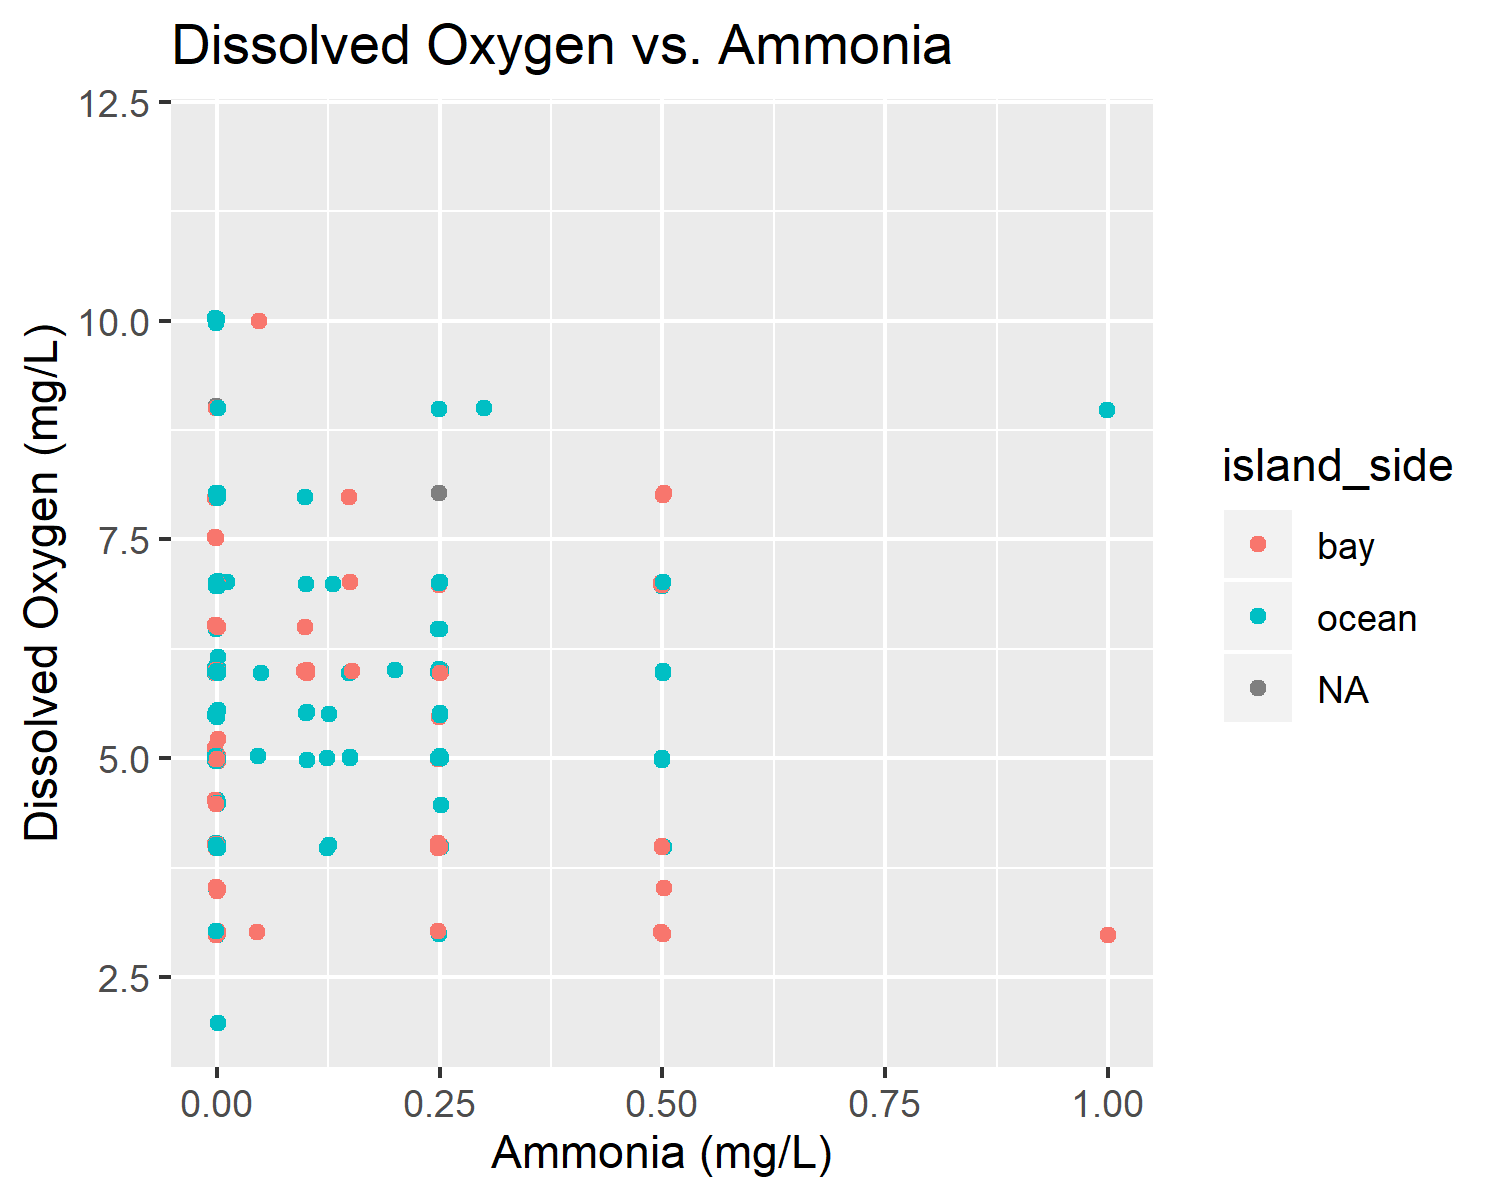 Dissolved Oxygen vs. Ammonia
Dissolved Oxygen (mg/L)
12.5
10.0
7.5
5.0
2.5
0.00 0.25 0.50 0.75 1.00
Ammonia (mg/L)
island_side
bay
ocean
NA